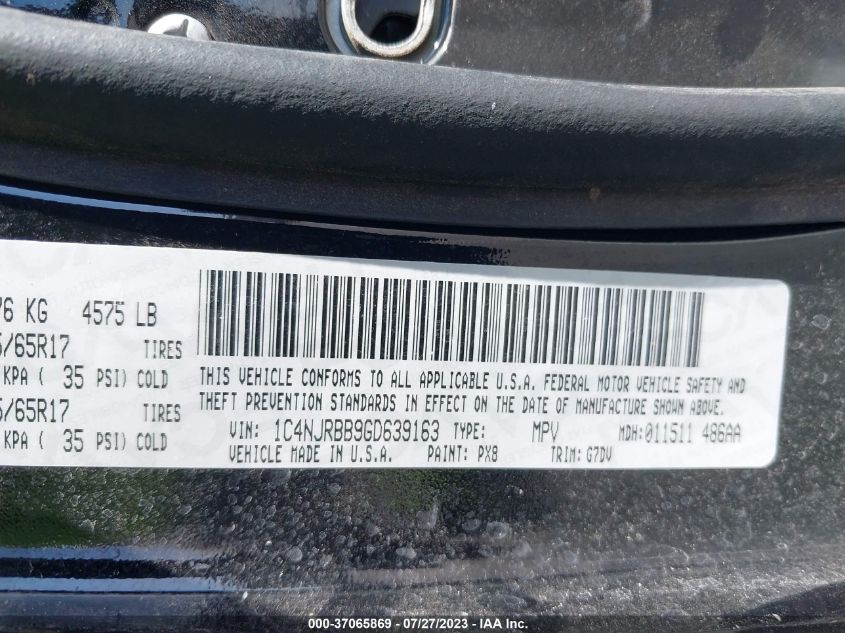 76 KG 4575 LB
5/65R17 TIRES
KPA ( 35 PSI) COLD
5/65R17 TIRES
KPA ( 35 PSI) COLD
THIS VEHICLE CONFORMS TO ALL APPLICABLE U.S.A. FEDERAL MOTOR VEHICLE SAFETY AND
THEFT PREVENTION STANDARDS IN EFFECT ON THE DATE OF MANUFACTURE SHOWN ABOVE.
VIN: 1C4NJRBB9GD639163 TYPE: MPV MDH:011511 486AA
VEHICLE MADE IN U.S.A. PAINT: PX8 TRIM: G7DV
000-37065869 / 07/27/2023 - IAAI.COM